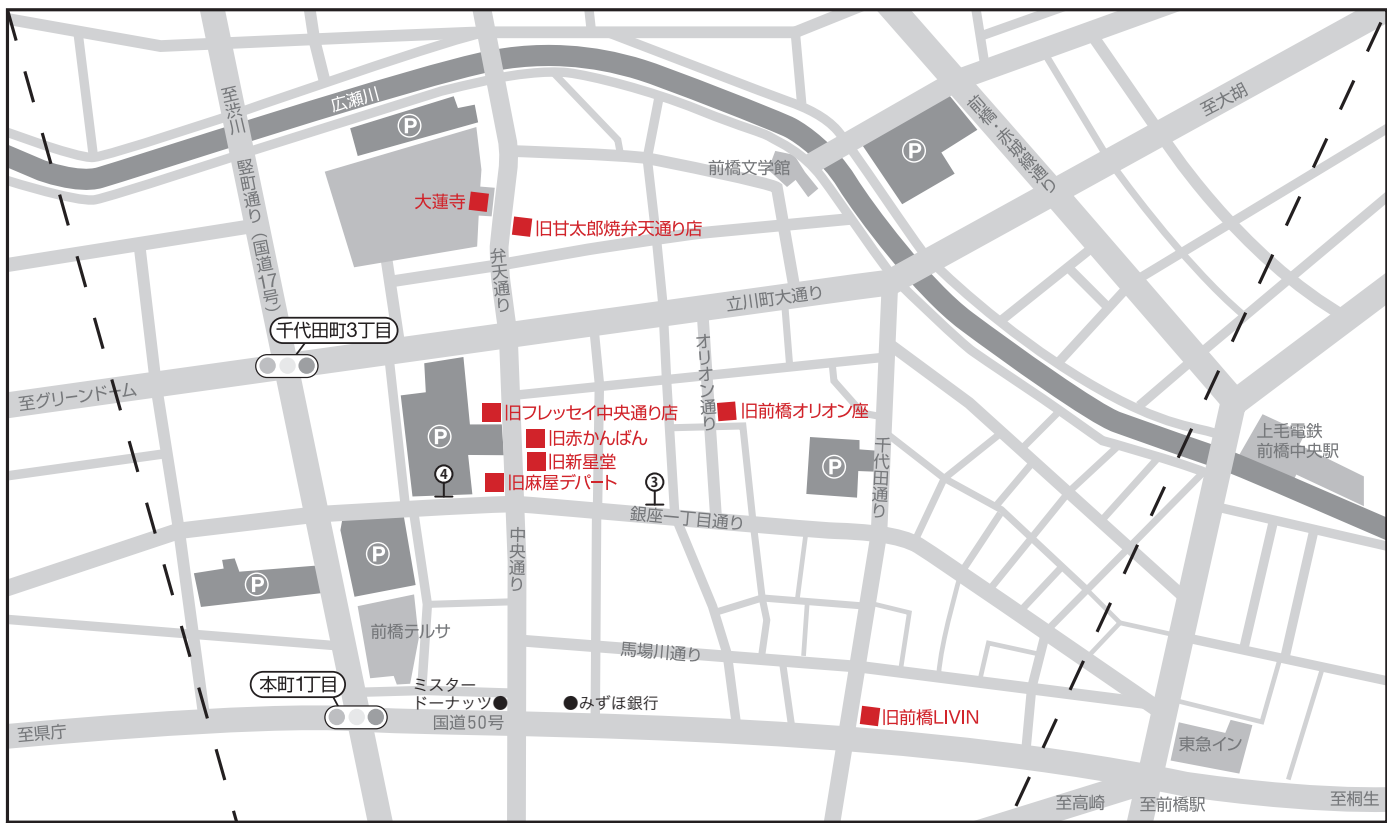 広瀬川
至渋川
竪町通り（国道17号）
P
P
前橋・赤城線通り
至大胡
前橋文学館
大蓮寺
旧甘太郎焼弁天通り店
弁天通り
立川町大通り
千代田町3丁目
オリオン通り
至グリーンドーム
旧フレッセイ中央通り店
旧前橋オリオン座
旧赤かんばん
P
旧新星堂
旧麻屋デパート
P
千代田通り
上毛電鉄
前橋中央駅
④
③
銀座一丁目通り
中央通り
P
P
前橋テルサ
馬場川通り
本町1丁目
ミスター
ドーナッツ
みずほ銀行
国道50号
旧前橋LIVIN
至県庁
東急イン
至高崎
至前橋駅
至桐生